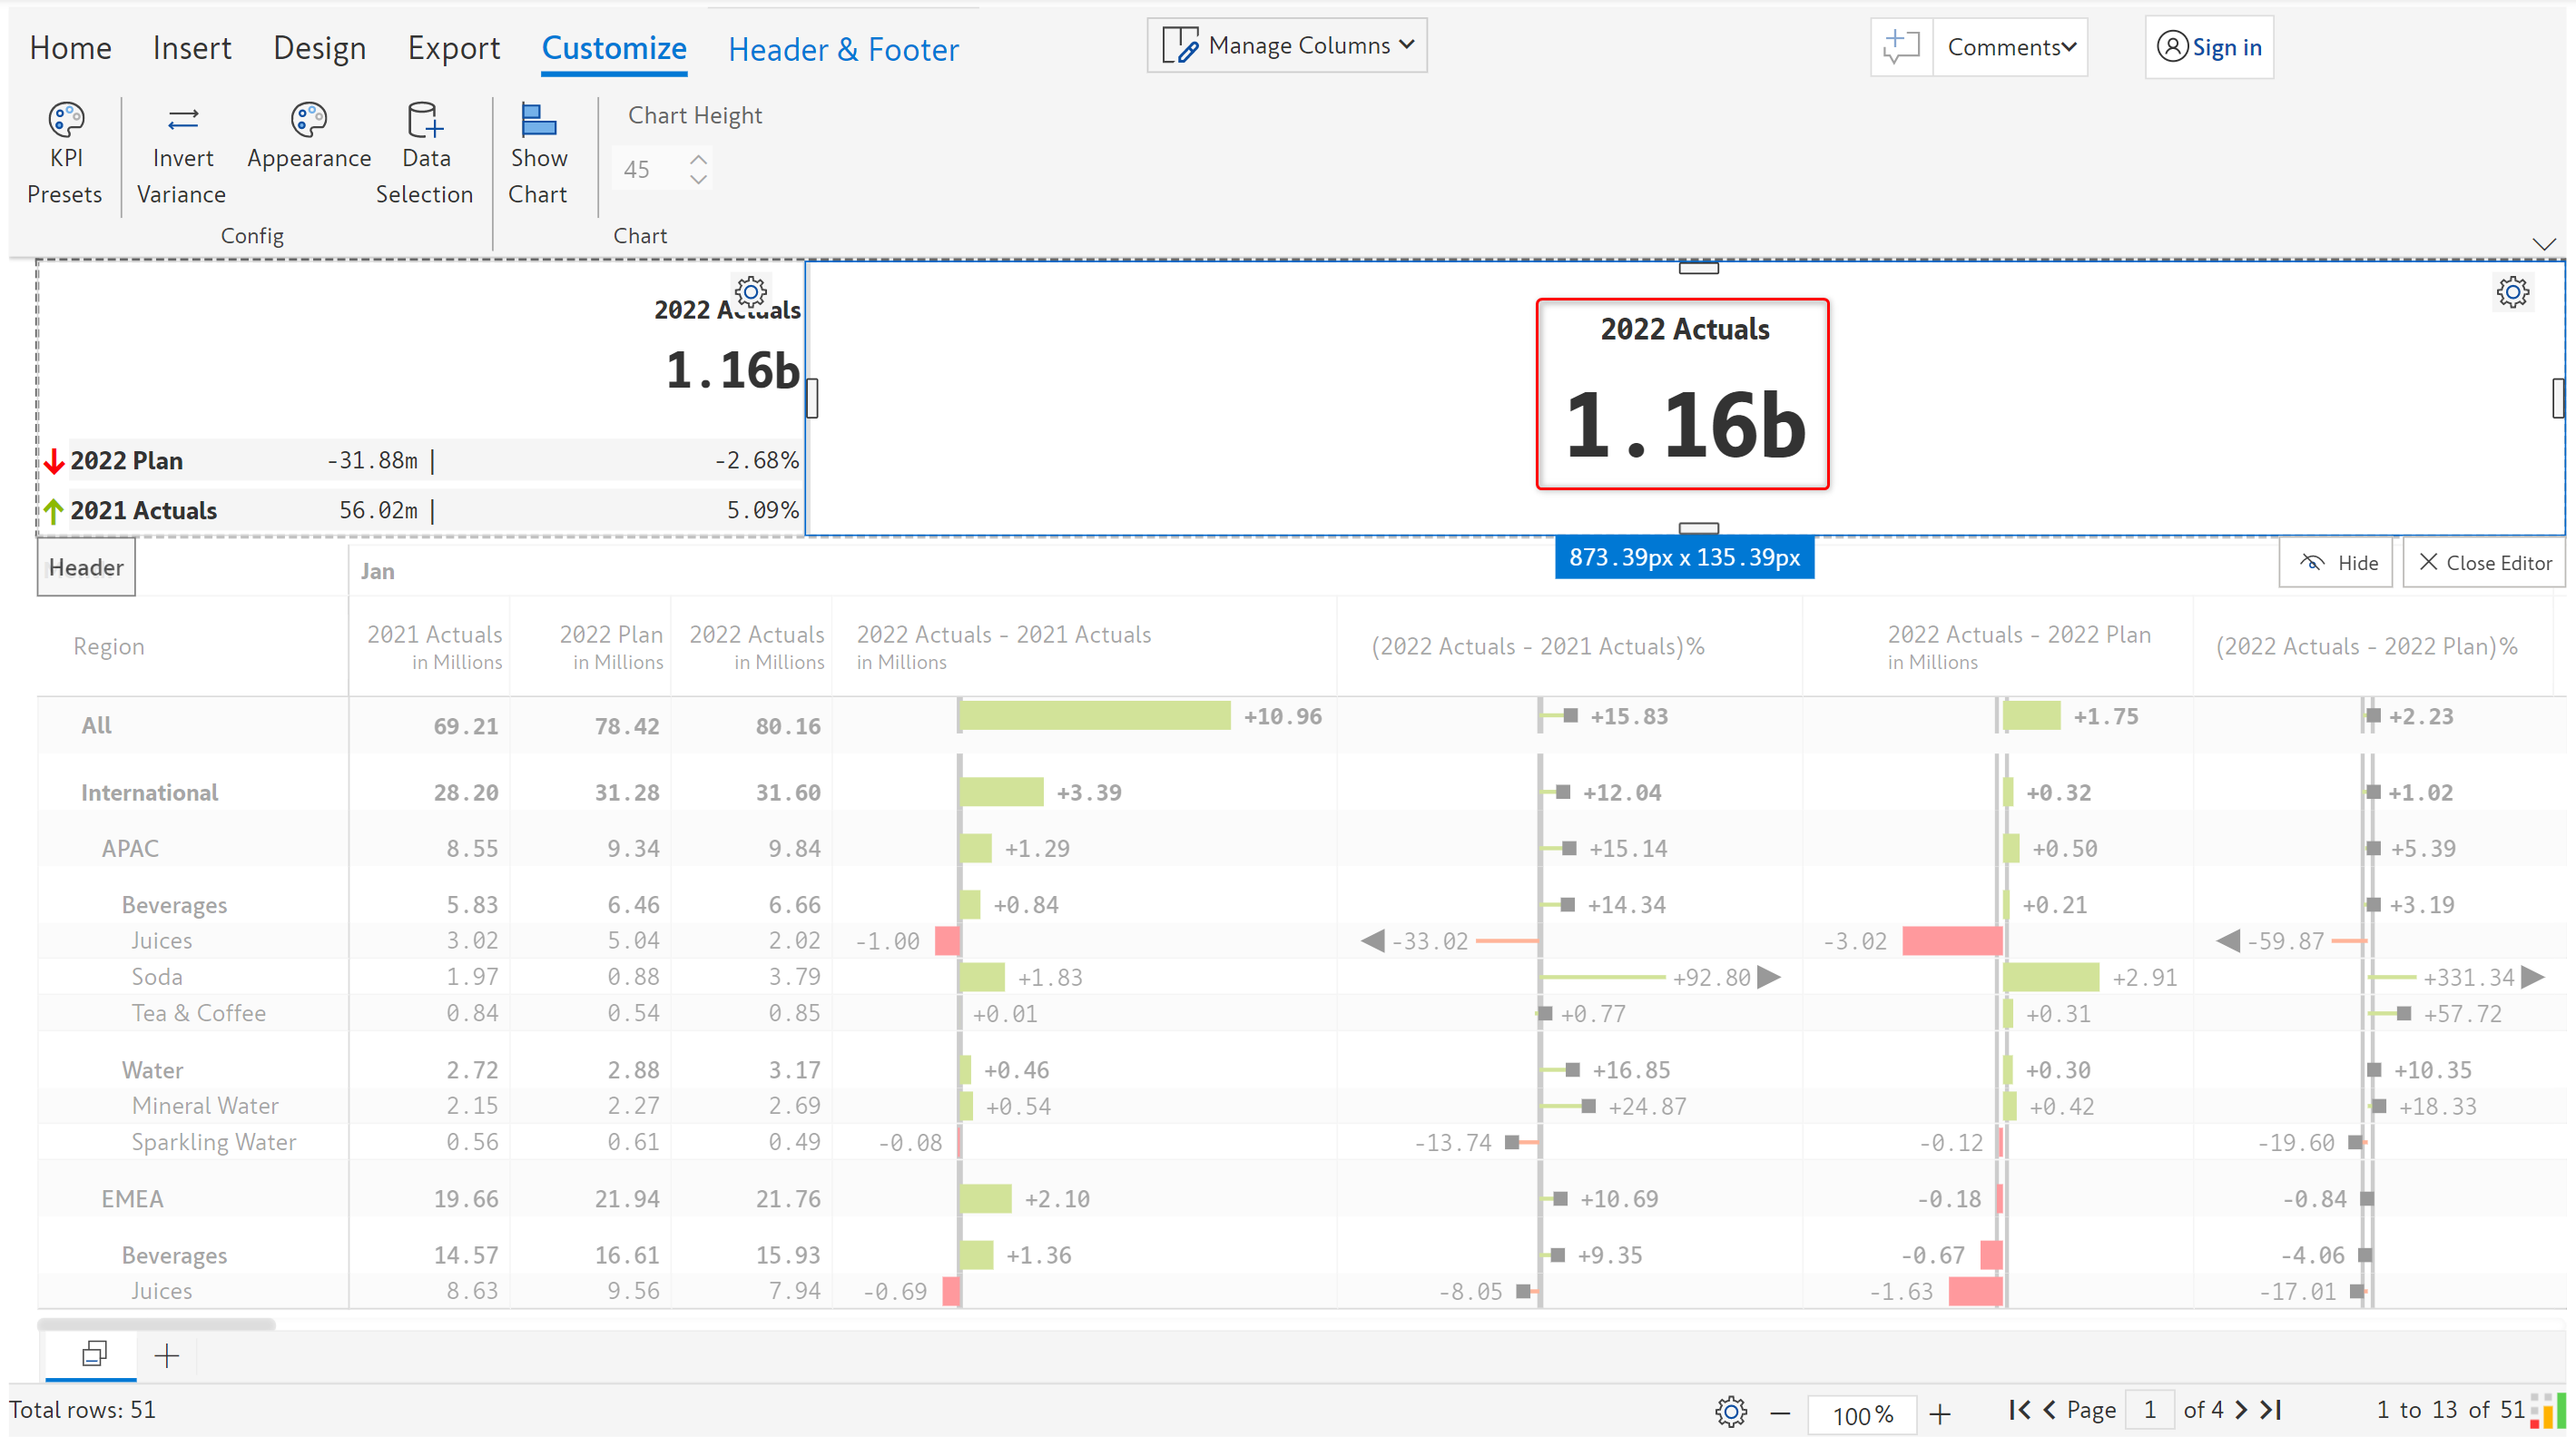 Home Insert Design Export Customize Header & Footer Manage Columns Comments Sign in
KPI Presets
Invert Variance
Appearance
Data Selection
Show Chart
Chart Height
45
Config Chart
2022 Actuals
1.16b
2022 Plan -31.88m | -2.68%
2021 Actuals 56.02m | 5.09%
2022 Actuals
1.16b
873.39px x 135.39px
Header Jan Hide Close Editor
Region
2021 Actuals in Millions
2022 Plan in Millions
2022 Actuals in Millions
2022 Actuals - 2021 Actuals in Millions
(2022 Actuals - 2021 Actuals)%
2022 Actuals - 2022 Plan in Millions
(2022 Actuals - 2022 Plan)%
All 69.21 78.42 80.16 +10.96 +15.83 +1.75 +2.23
International 28.20 31.28 31.60 +3.39 +12.04 +0.32 +1.02
APAC 8.55 9.34 9.84 +1.29 +15.14 +0.50 +5.39
Beverages 5.83 6.46 6.66 +0.84 +14.34 +0.21 +3.19
Juices 3.02 5.04 2.02 -1.00 -33.02 -3.02 -59.87
Soda 1.97 0.88 3.79 +1.83 +92.80 +2.91 +331.34
Tea & Coffee 0.84 0.54 0.85 +0.01 +0.77 +0.31 +57.72
Water 2.72 2.88 3.17 +0.46 +16.85 +0.30 +10.35
Mineral Water 2.15 2.27 2.69 +0.54 +24.87 +0.42 +18.33
Sparkling Water 0.56 0.61 0.49 -0.08 -13.74 -0.12 -19.60
EMEA 19.66 21.94 21.76 +2.10 +10.69 -0.18 -0.84
Beverages 14.57 16.61 15.93 +1.36 +9.35 -0.67 -4.06
Juices 8.63 9.56 7.94 -0.69 -8.05 -1.63 -17.01
Total rows: 51 100% Page 1 of 4 1 to 13 of 51